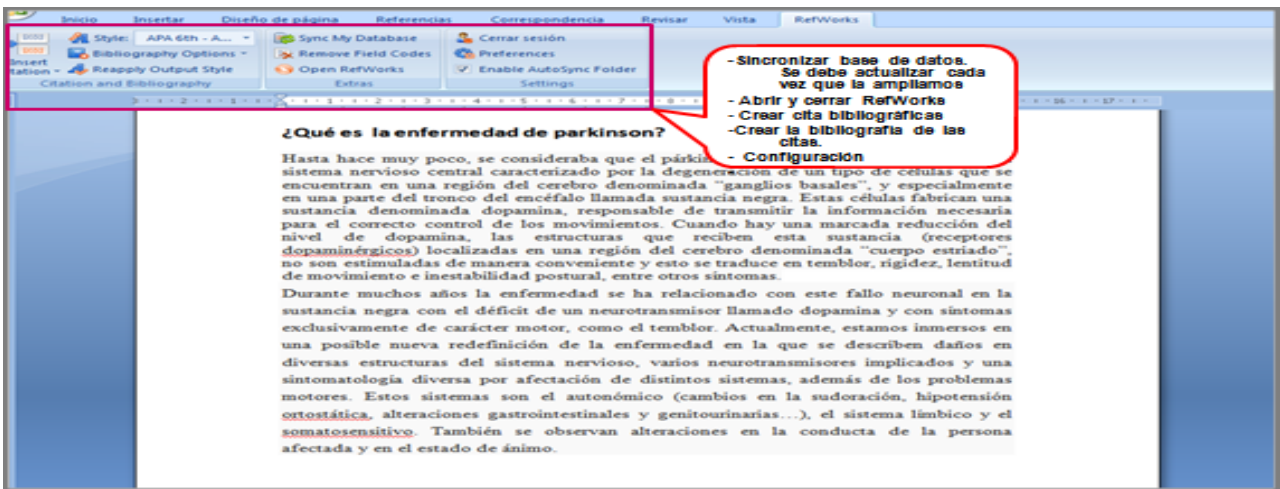 Inicio Insertar Diseño de página Referencias Correspondencia Revisar Vista RefWorks
Style: APA 6th - A...
Bibliography Options
Reapply Output Style
Citation and Bibliography
Sync My Database
Remove Field Codes
Open RefWorks
Extras
Cerrar sesión
Preferences
Enable AutoSync Folder
Settings
-Sincronizar base de datos.
Se debe actualizar cada
vez que la ampliamos
- Abrir y cerrar RefWorks
- Crear cita bibliográficas
-Crear la bibliografía de las
citas.
- Configuración
¿Qué es la enfermedad de parkinson?
Hasta hace muy poco, se consideraba que el párkin
sistema nervioso central caracterizado por la degeneración de un tipo de células que se
encuentran en una región del cerebro denominada "ganglios basales", y especialmente
en una parte del tronco del encéfalo llamada sustancia negra. Estas células fabrican una
sustancia denominada dopamina, responsable de transmitir la información necesaria
para el correcto control de los movimientos. Cuando hay una marcada reducción del
nivel de dopamina, las estructuras que reciben esta sustancia (receptores
dopaminérgicos) localizadas en una región del cerebro denominada "cuerpo estriado",
no son estimuladas de manera conveniente y esto se traduce en temblor, rigidez, lentitud
de movimiento e inestabilidad postural, entre otros síntomas.
Durante muchos años la enfermedad se ha relacionado con este fallo neuronal en la
sustancia negra con el déficit de un neurotransmisor llamado dopamina y con síntomas
exclusivamente de carácter motor, como el temblor. Actualmente, estamos inmersos en
una posible nueva redefinición de la enfermedad en la que se describen daños en
diversas estructuras del sistema nervioso, varios neurotransmisores implicados y una
sintomatología diversa por afectación de distintos sistemas, además de los problemas
motores. Estos sistemas son el autonómico (cambios en la sudoración, hipotensión
ortostática, alteraciones gastrointestinales y genitourinarias...), el sistema límbico y el
somatosensitivo. También se observan alteraciones en la conducta de la persona
afectada y en el estado de ánimo.